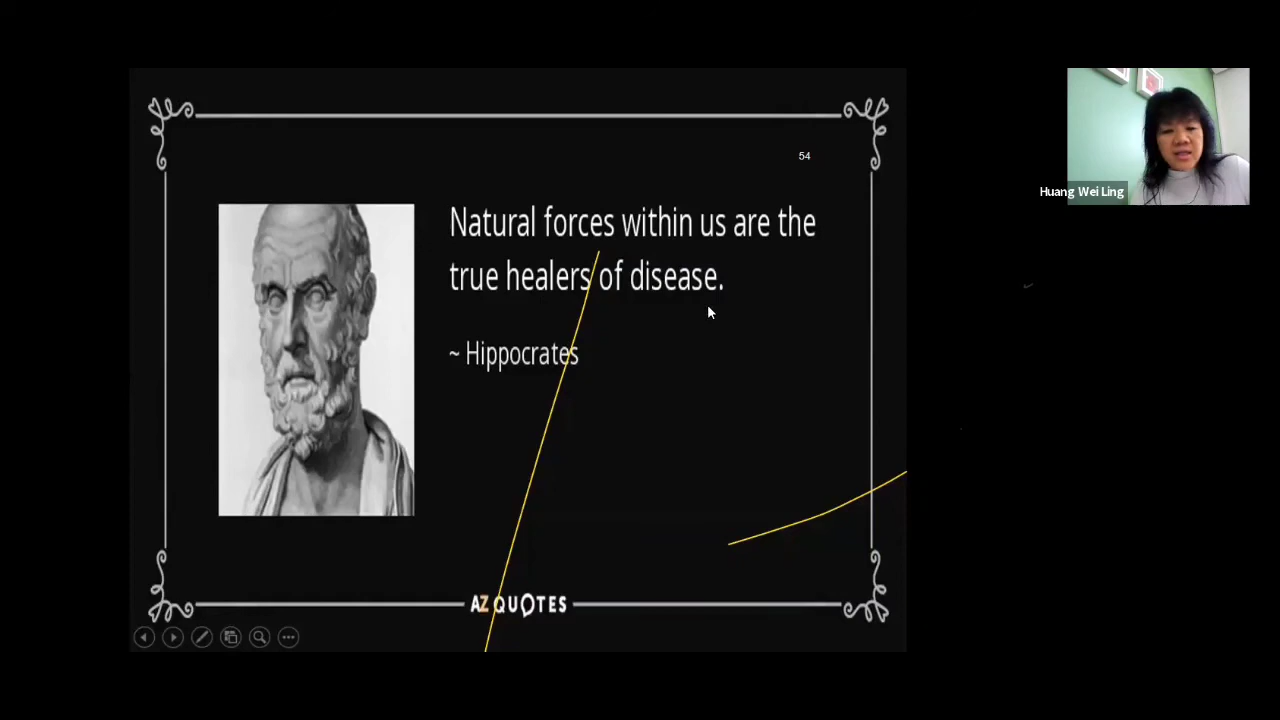 54
Natural forces within us are the
true healers of disease.
~ Hippocrates
AZ QUOTES
Huang Wei Ling